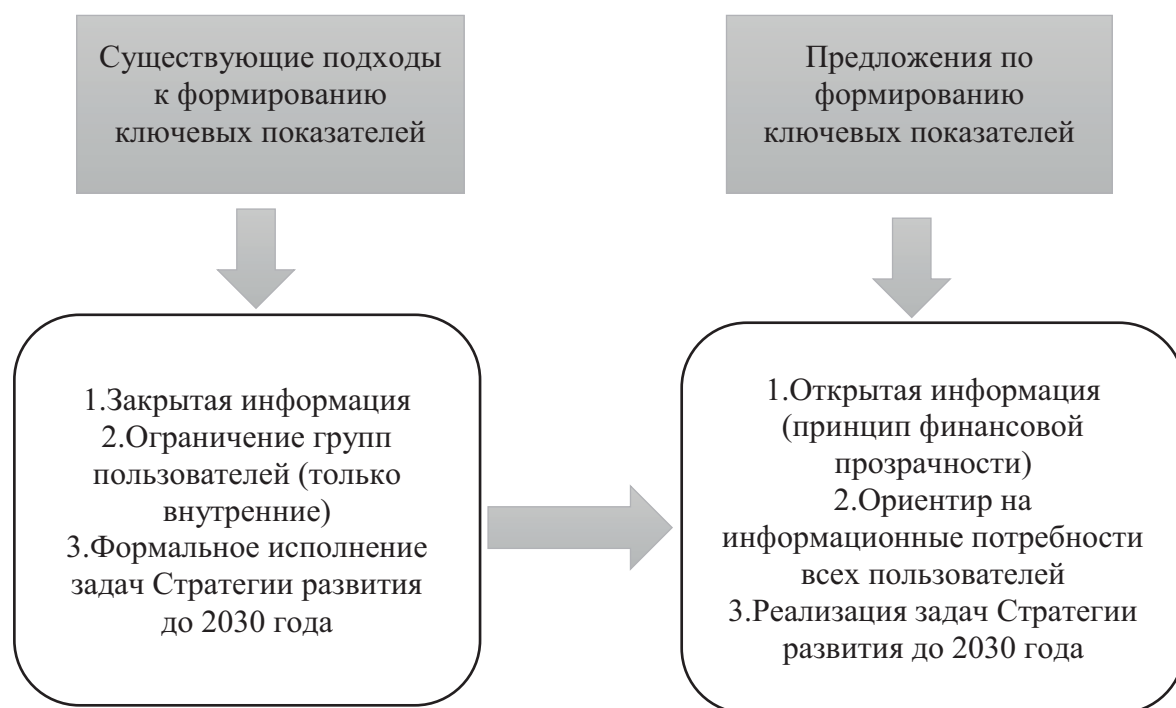 Существующие подходы
к формированию
ключевых показателей
Предложения по
формированию
ключевых показателей
1.Закрытая информация
2.Ограничение групп
пользователей (только
внутренние)
3.Формальное исполнение
задач Стратегии развития
до 2030 года
1.Открытая информация
(принцип финансовой
прозрачности)
2.Ориентир на
информационные потребности
всех пользователей
3.Реализация задач Стратегии
развития до 2030 года